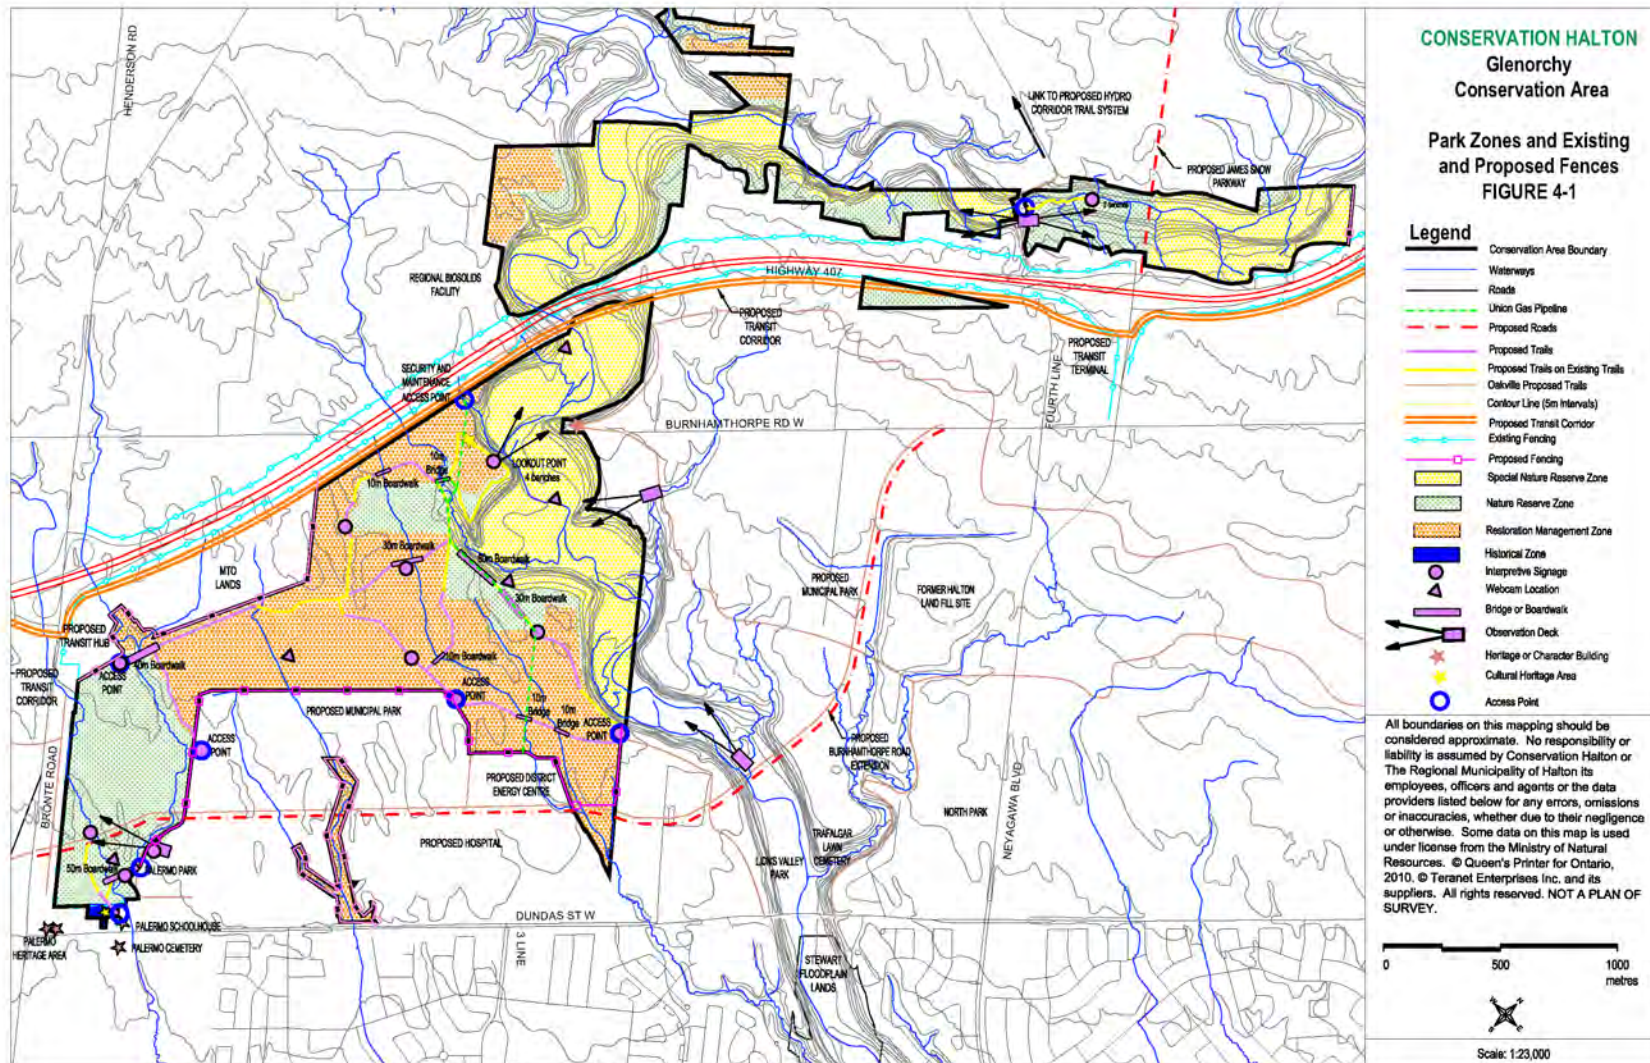 HENDERSON RD
LINK TO PROPOSED HYDRO
CORRIDOR TRAIL SYSTEM
PROPOSED JAMES SNOW
PARKWAY
REGIONAL BIOSOLIDS
FACILITY
HIGHWAY 407
PROPOSED
TRANSIT
CORRIDOR
PROPOSED
TRANSIT
TERMINAL
FOURTH LINE
SECURITY AND
MAINTENANCE
ACCESS POINT
BURNHAMTHORPE RD W
10m
Bridge
LOOKOUT POINT
4 benches
10m Boardwalk
30m Boardwalk
60m Boardwalk
30m Boardwalk
MTO
LANDS
PROPOSED
MUNICIPAL PARK
FORMER HALTON
LAND FILL SITE
PROPOSED
TRANSIT HUB
40m Boardwalk
ACCESS
POINT
10m Boardwalk
PROPOSED
TRANSIT
CORRIDOR
ACCESS
POINT
PROPOSED MUNICIPAL PARK
10m
Bridge
10m
Bridge
ACCESS
POINT
ACCESS
POINT
PROPOSED
BURNHAMTHORPE ROAD
EXTENSION
PROPOSED DISTRICT
ENERGY CENTRE
BRONTE ROAD
NORTH PARK
NEYAGAWA BLVD
PROPOSED HOSPITAL
TRAFALGAR
LAWN
CEMETERY
LIONS VALLEY
PARK
50m Boardwalk
PALERMO PARK
DUNDAS ST W
PALERMO SCHOOLHOUSE
PALERMO
HERITAGE AREA
PALERMO CEMETERY
3 LINE
STEWART
FLOODPLAIN
LANDS
CONSERVATION HALTON
Glenorchy
Conservation Area
Park Zones and Existing
and Proposed Fences
FIGURE 4-1
Legend
Conservation Area Boundary
Waterways
Roads
Union Gas Pipeline
Proposed Roads
Proposed Trails
Proposed Trails on Existing Trails
Oakville Proposed Trails
Contour Line (5m Intervals)
Proposed Transit Corridor
Existing Fencing
Proposed Fencing
Special Nature Reserve Zone
Nature Reserve Zone
Restoration Management Zone
Historical Zone
Interpretive Signage
Webcam Location
Bridge or Boardwalk
Observation Deck
Heritage or Character Building
Cultural Heritage Area
Access Point
All boundaries on this mapping should be
considered approximate. No responsibility or
liability is assumed by Conservation Halton or
The Regional Municipality of Halton its
employees, officers and agents or the data
providers listed below for any errors, omissions
or inaccuracies, whether due to their negligence
or otherwise. Some data on this map is used
under license from the Ministry of Natural
Resources. © Queen's Printer for Ontario,
2010. © Teranet Enterprises Inc. and its
suppliers. All rights reserved. NOT A PLAN OF
SURVEY.
0 500 1000
metres
Scale: 1:23,000